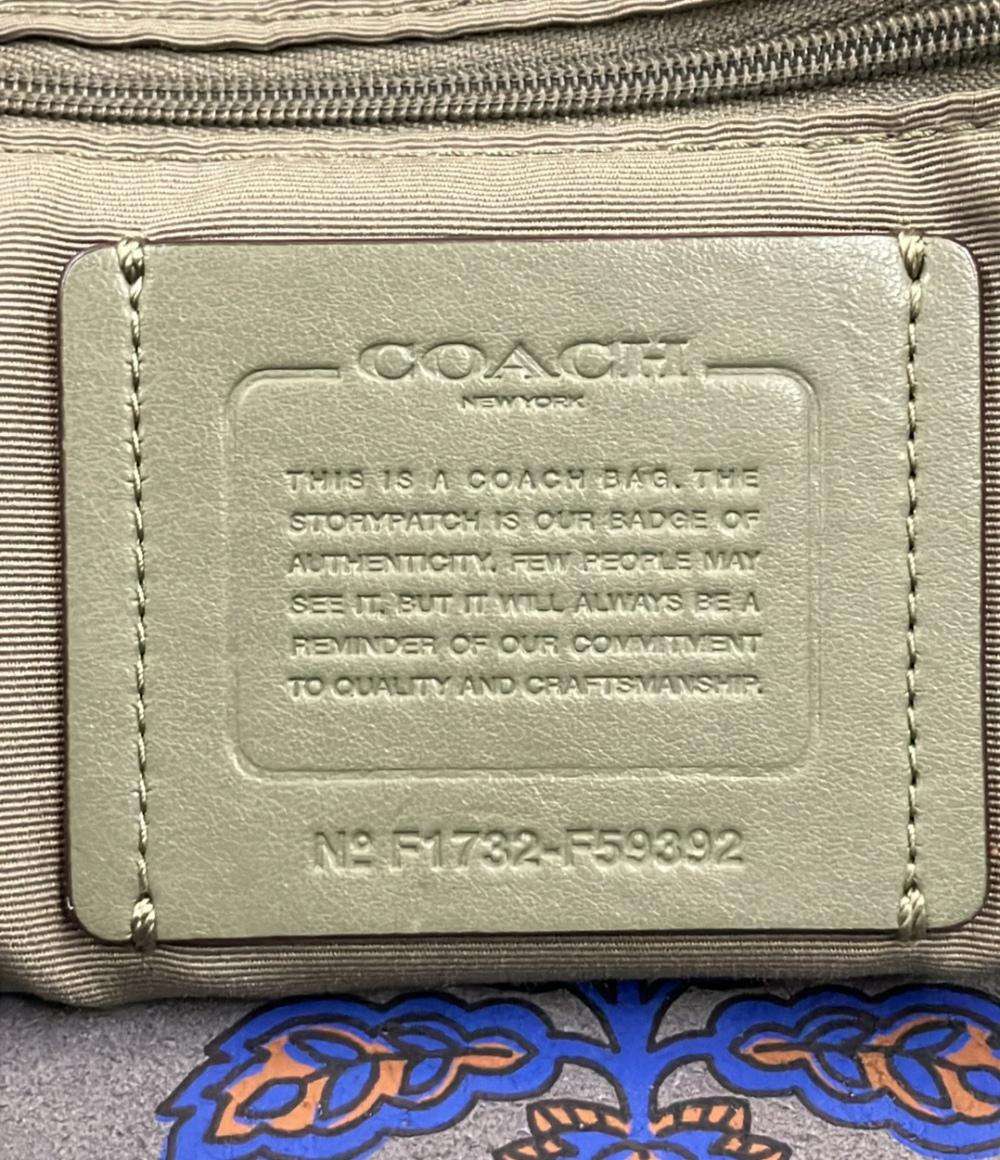 COACH
NEW YORK
THIS IS A COACH BAG. THE
STORYPATCH IS OUR BADGE OF
AUTHENTICITY. FEW PEOPLE MAY
SEE IT, BUT IT WILL ALWAYS BE A
REMINDER OF OUR COMMITMENT
TO QUALITY AND CRAFTSMANSHIP.
Nº F1732-F59392